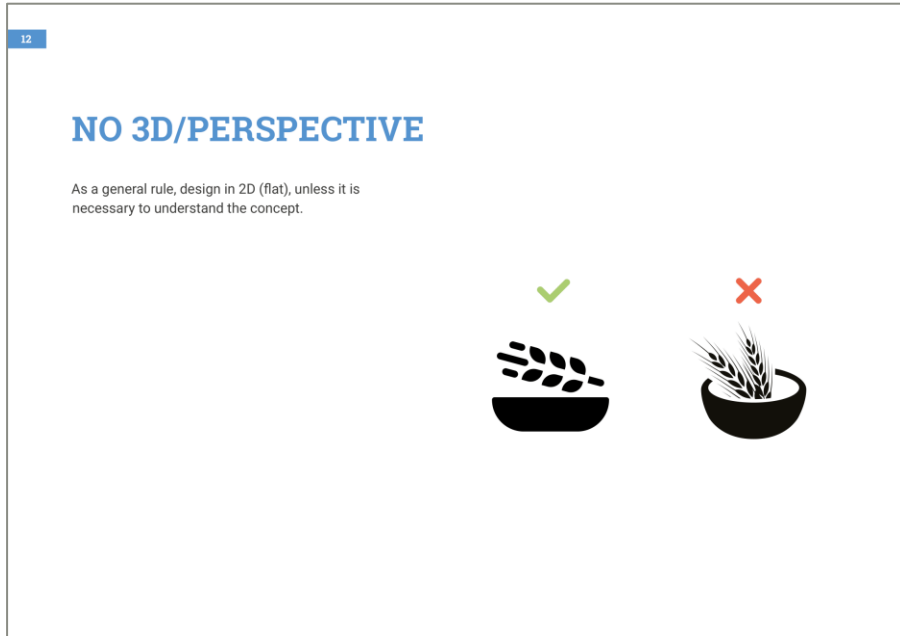 12
NO 3D/PERSPECTIVE
As a general rule, design in 2D (flat), unless it is
necessary to understand the concept.